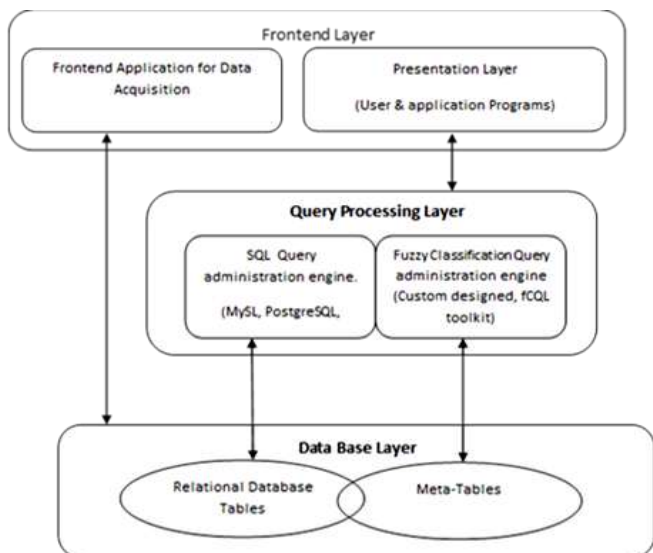 Frontend Layer
Frontend Application for Data
Acquisition
Presentation Layer
(User & application Programs)
Query Processing Layer
SQL Query
administration engine.
(MySL, PostgreSQL,
Fuzzy Classification Query
administration engine
(Custom designed, fCQL
toolkit)
Data Base Layer
Relational Database
Tables
Meta-Tables